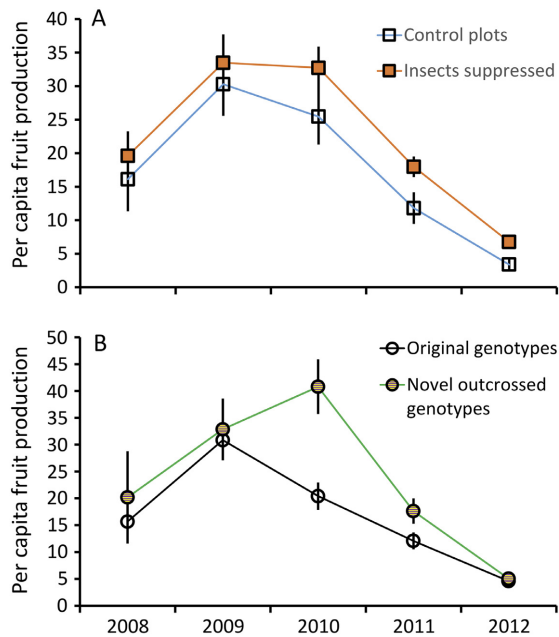 A
Control plots
Insects suppressed
Per capita fruit production
40
35
30
25
20
15
10
5
0
B
Original genotypes
Novel outcrossed
genotypes
Per capita fruit production
50
45
40
35
30
25
20
15
10
5
0
2008 2009 2010 2011 2012